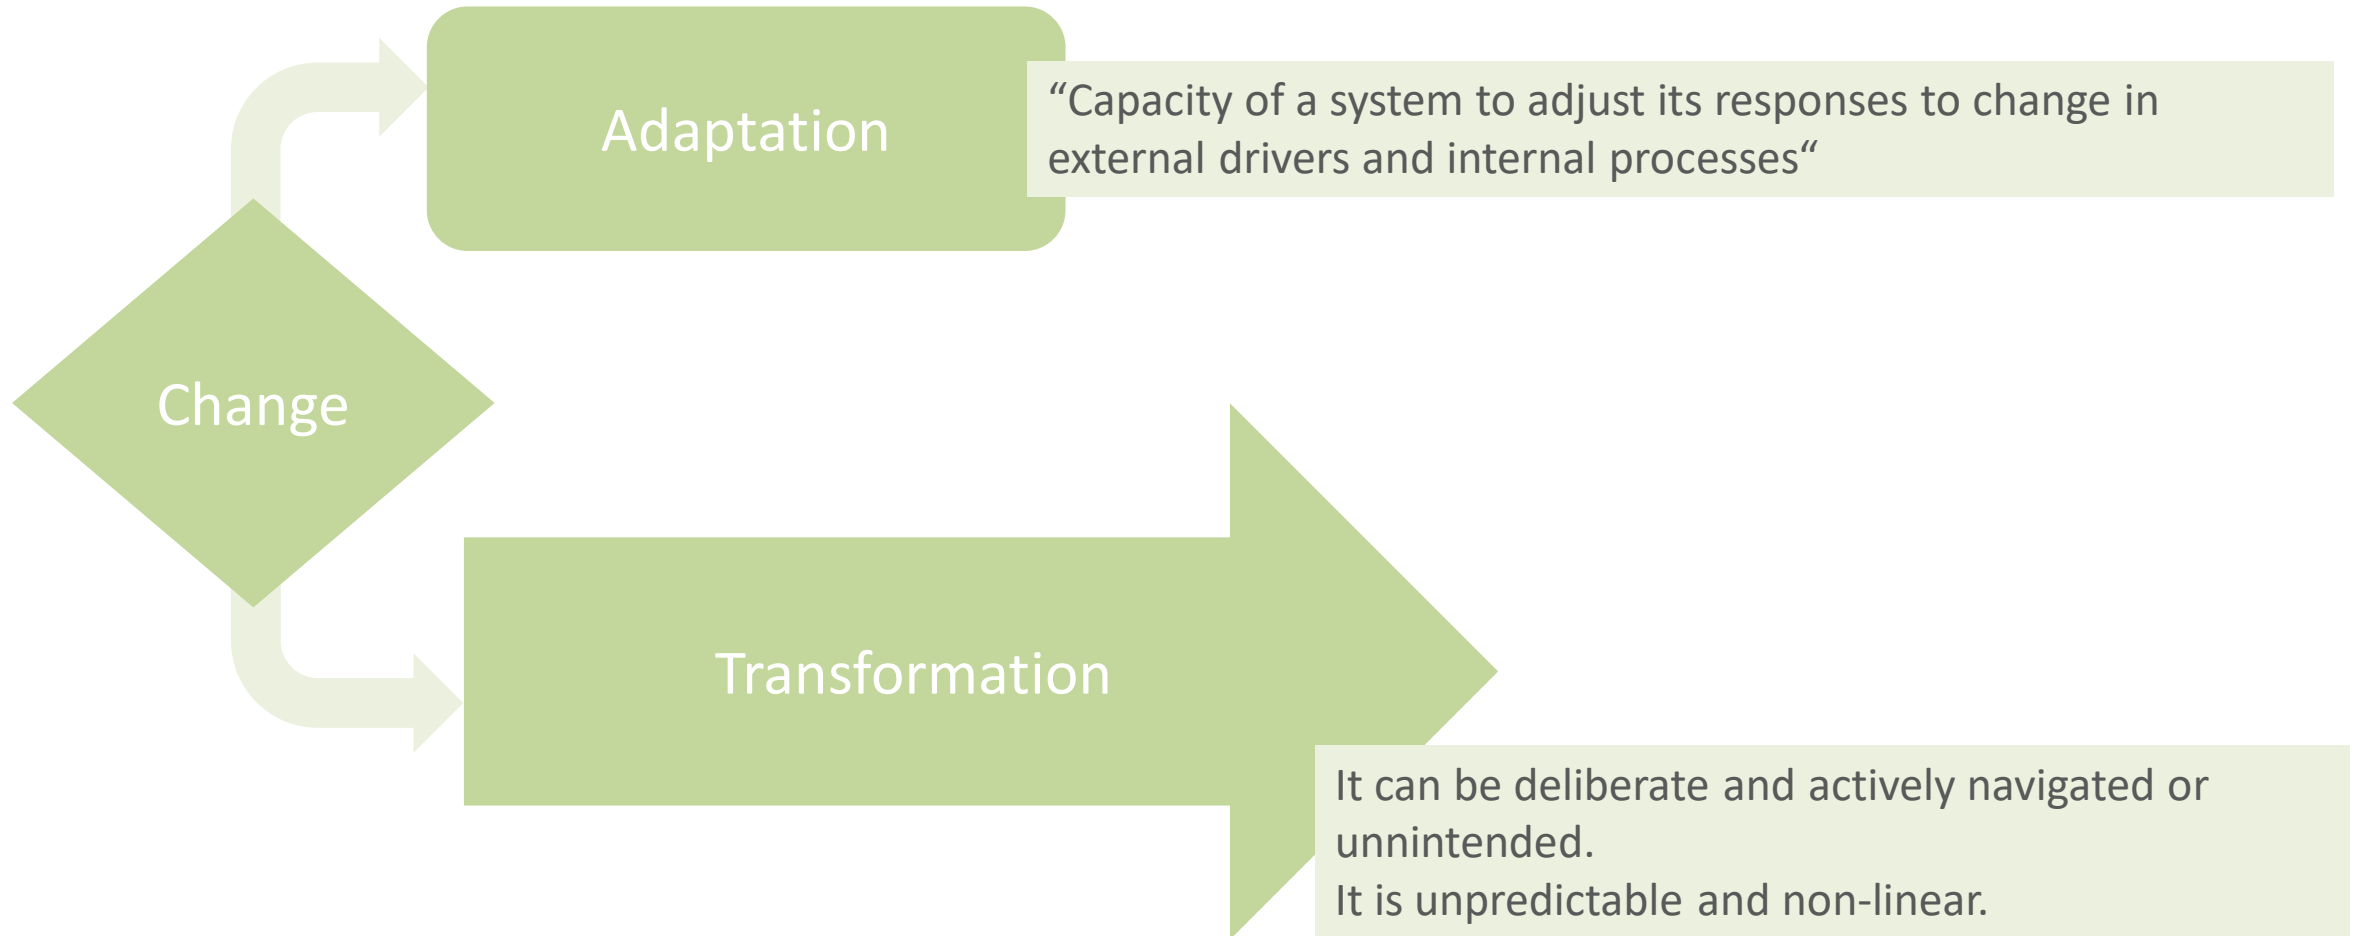 Adaptation
“Capacity of a system to adjust its responses to change in
external drivers and internal processes“
Change
Transformation
It can be deliberate and actively navigated or
unnintended.
It is unpredictable and non-linear.